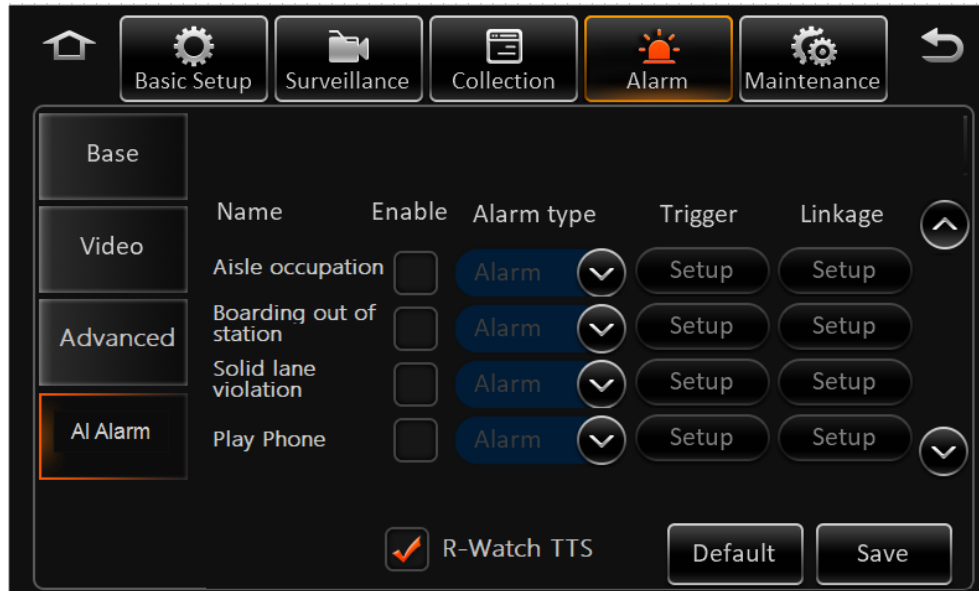 Basic Setup Surveillance Collection Alarm Maintenance
Base
Video
Advanced
AI Alarm
Name Enable Alarm type Trigger Linkage
Aisle occupation Alarm Setup Setup
Boarding out of
station Alarm Setup Setup
Solid lane
violation Alarm Setup Setup
Play Phone Alarm Setup Setup
R-Watch TTS Default Save